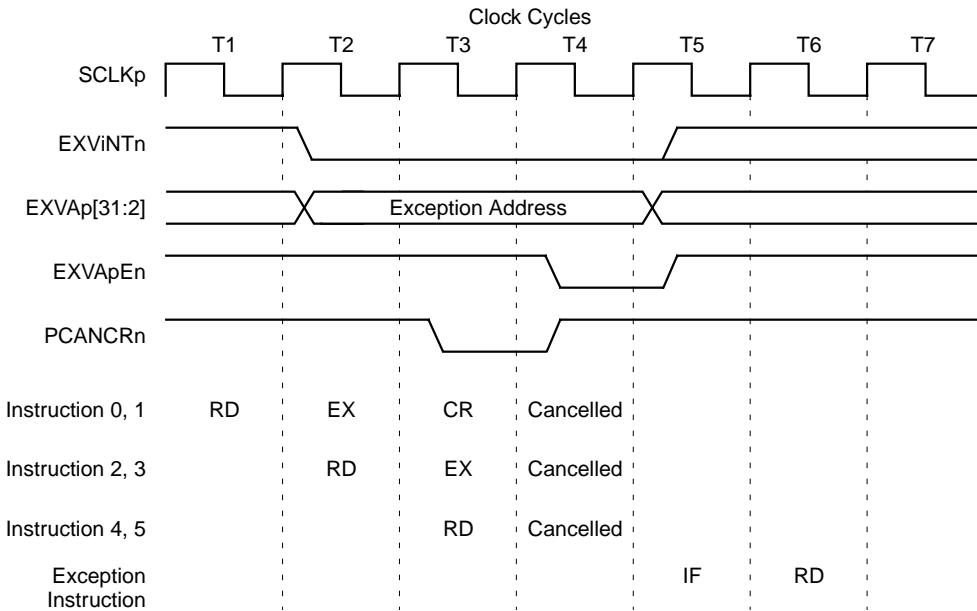 Clock Cycles
T1 T2 T3 T4 T5 T6 T7
SCLKp
EXViNTn
EXVAp[31:2] Exception Address
EXVApEn
PCANCRn
Instruction 0, 1 RD EX CR Cancelled
Instruction 2, 3 RD EX Cancelled
Instruction 4, 5 RD Cancelled
Exception IF RD
Instruction